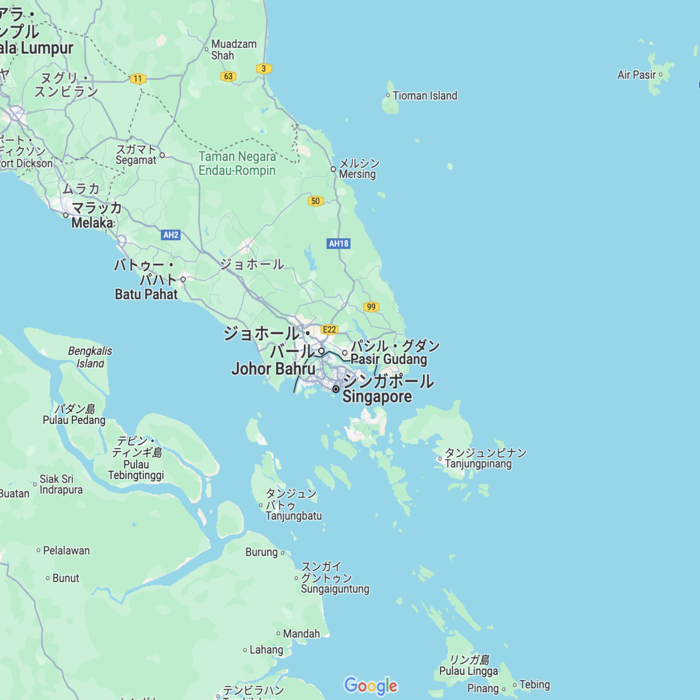 アラ・
ンプル
ala Lumpur
ヤ
ヌグリ・
スンビラン
11
63
3
Muadzam
Shah
Air Pasir
Tioman Island
ポート・
ディクソン
ort Dickson
スガマト
Segamat
Taman Negara
Endau-Rompin
メルシン
Mersing
ムラカ
マラッカ
Melaka
50
AH2
AH18
ジョホール
バトゥー・
パハト
Batu Pahat
99
E22
ジョホール・
バール
Johor Bahru
パシル・グダン
Pasir Gudang
シンガポール
Singapore
Bengkalis
Island
パダン島
Pulau Pedang
テビン・
ティンギ島
Pulau
Tebingtinggi
タンジュンピナン
Tanjungpinang
Siak Sri
Indrapura
Buatan
タンジュン
バトゥ
Tanjungbatu
Pelalawan
Bunut
Burung
スンガイ
グントゥン
Sungaiguntung
Mandah
Lahang
リンガ島
Pulau Lingga
Tebing
Pinang
テンビラハン
Google